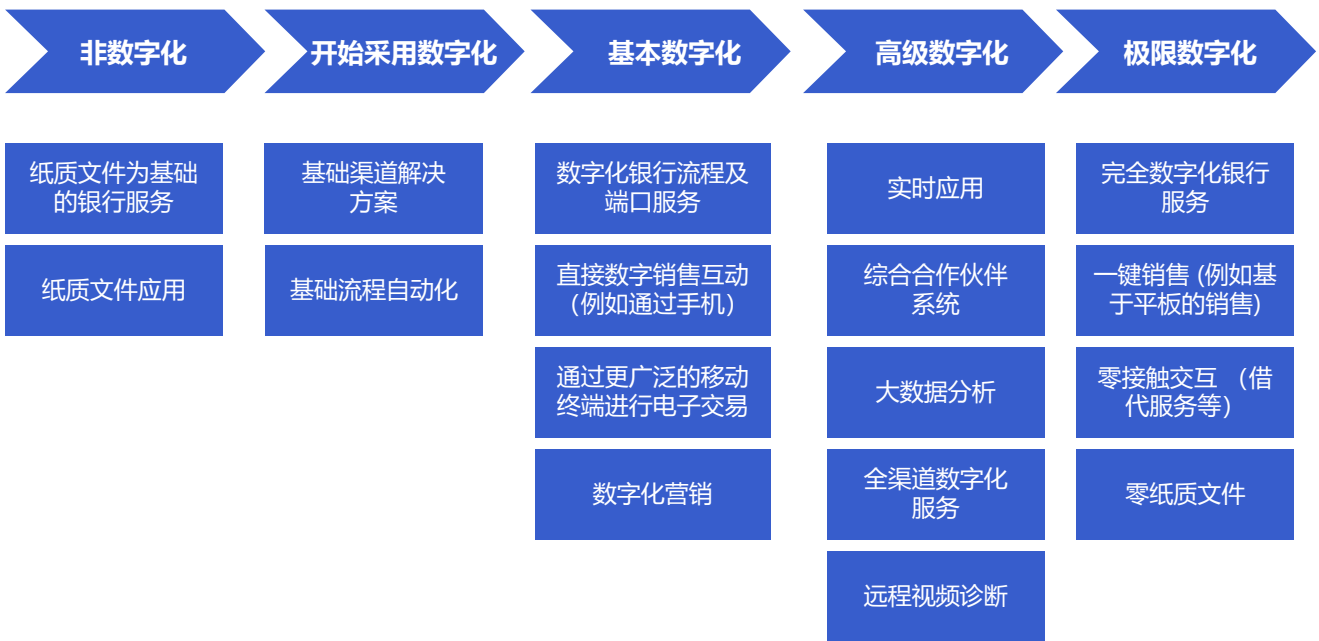 非数字化
开始采用数字化
基本数字化
高级数字化
极限数字化
纸质文件为基础
的银行服务
纸质文件应用
基础渠道解决
方案
基础流程自动化
数字化银行流程及
端口服务
直接数字销售互动
（例如通过手机）
通过更广泛的移动
终端进行电子交易
数字化营销
实时应用
综合合作伙伴
系统
大数据分析
全渠道数字化
服务
远程视频诊断
完全数字化银行
服务
一键销售 (例如基
于平板的销售)
零接触交互 （借
代服务等）
零纸质文件